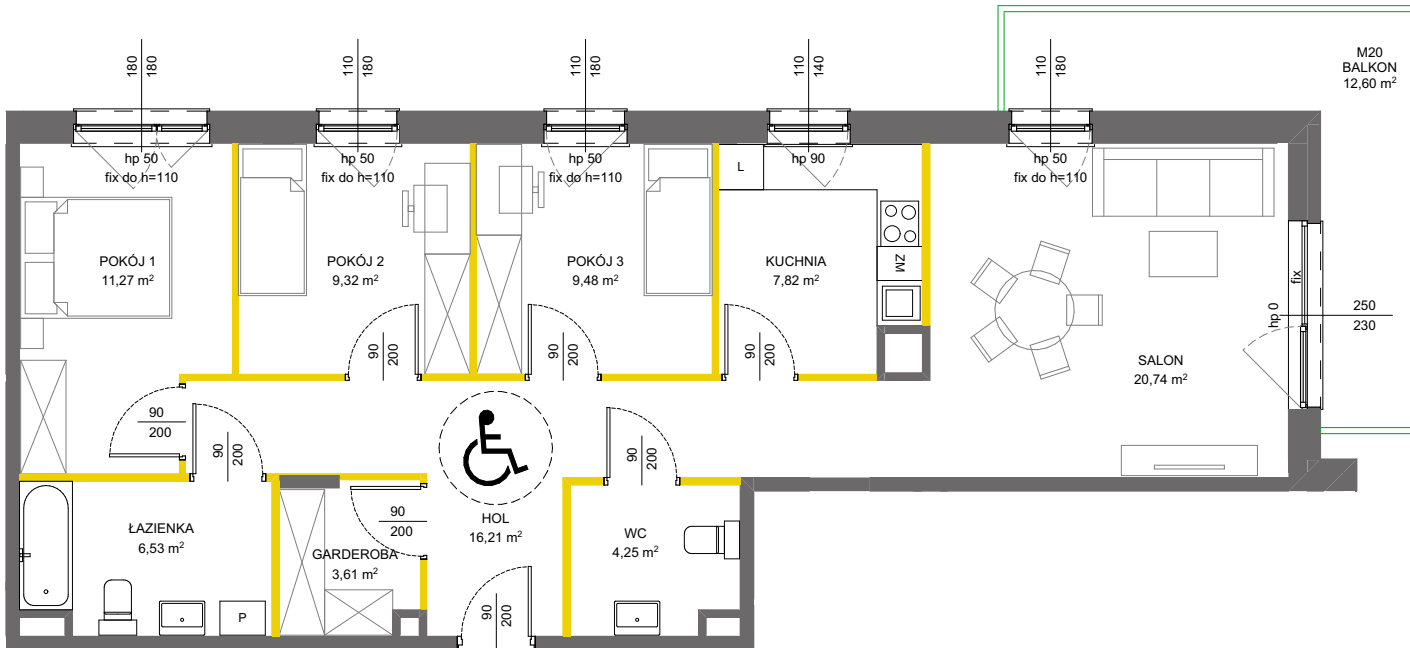 M20
BALKON
12,60 m²
180
180
110
180
110
180
110
140
110
180
hp 50
fix do h=110
hp 50
fix do h=110
hp 50
fix do h=110
hp 90
hp 50
fix do h=110
L
POKÓJ 1
11,27 m²
POKÓJ 2
9,32 m²
POKÓJ 3
9,48 m²
KUCHNIA
7,82 m²
ZM
fix
hp 0
250
230
SALON
20,74 m²
90
200
90
200
90
200
90
200
90
200
90
200
ŁAZIENKA
6,53 m²
90
200
GARDEROBA
3,61 m²
HOL
16,21 m²
WC
4,25 m²
P
90
200